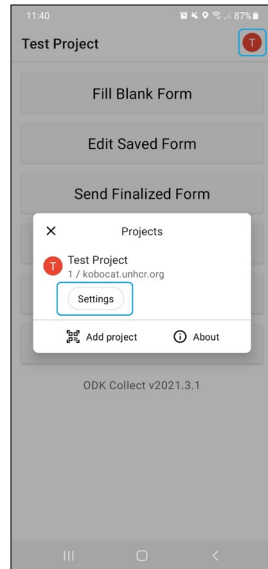 11:40
87%
Test Project
T
Fill Blank Form
Edit Saved Form
Send Finalized Form
Projects
T
Test Project
1 / kobocat.unhcr.org
Settings
Add project
About
ODK Collect v2021.3.1